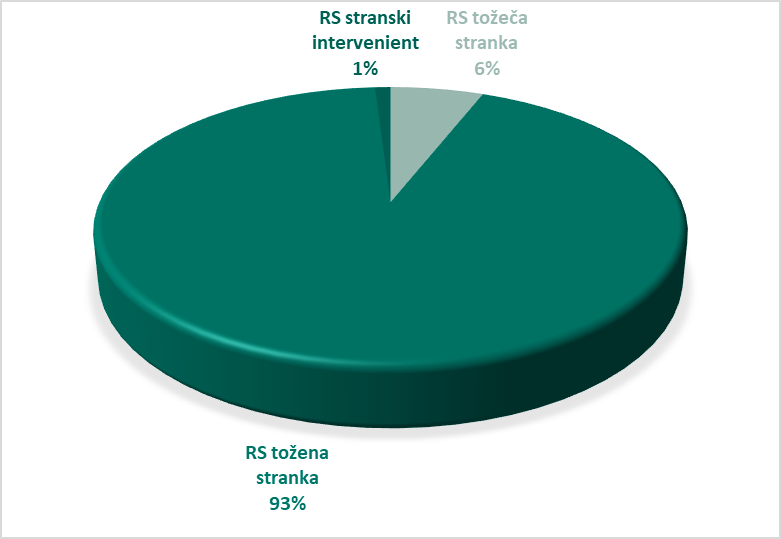 RS stranski
intervenient
1%
RS tožeča
stranka
6%
RS tožena
stranka
93%